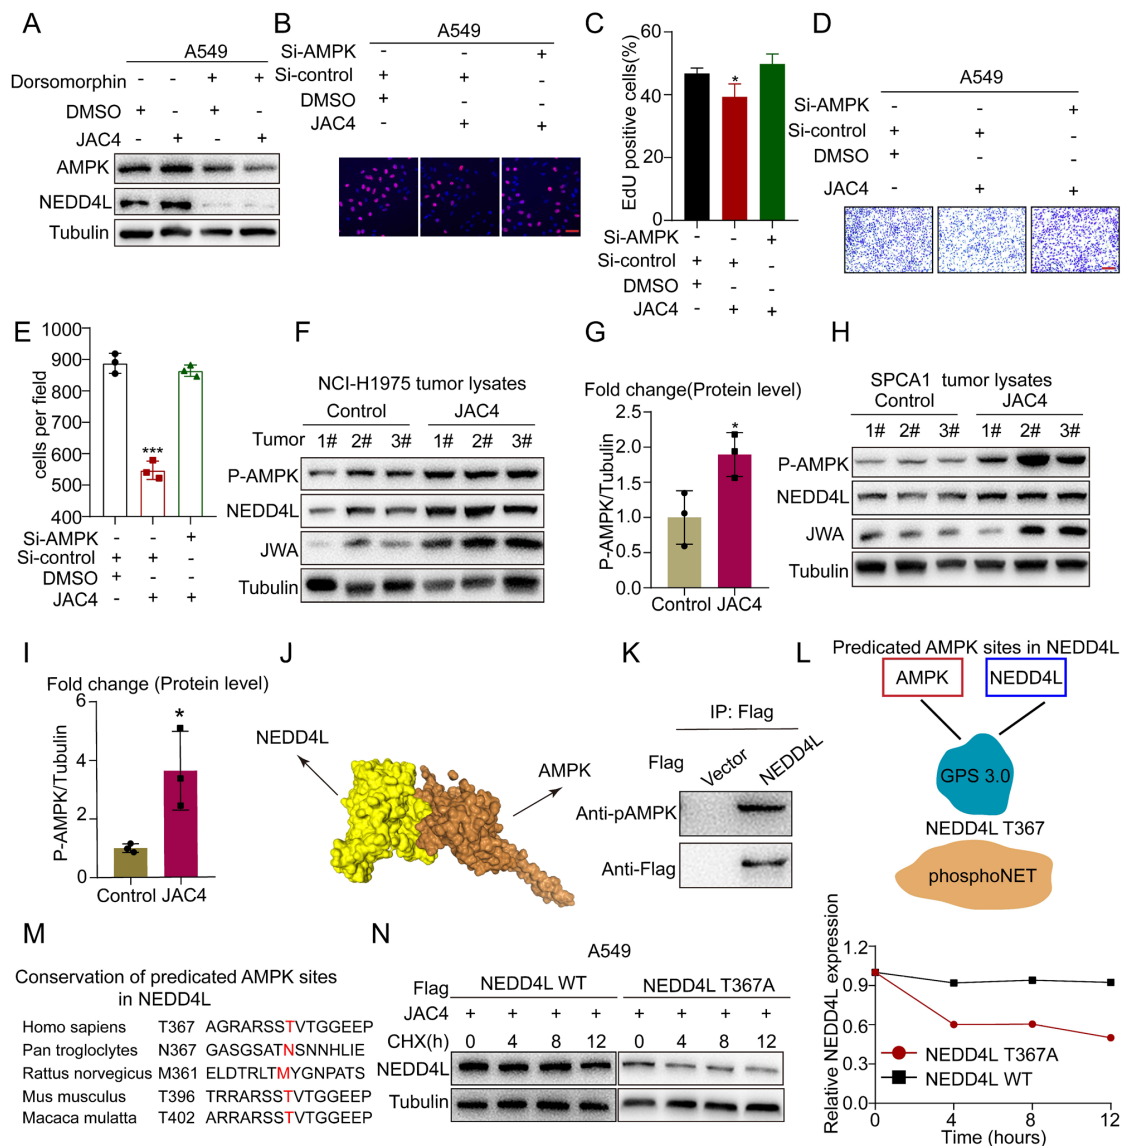 A
A549
Dorsomorphin - - + +
DMSO + - + -
JAC4 - + - +
AMPK
NEDD4L
Tubulin
B
A549
Si-AMPK - - +
Si-control + + -
DMSO + - -
JAC4 - + +
C
EdU positive cells(%)
60
40
20
0
*
Si-AMPK - - +
Si-control + + -
DMSO + - -
JAC4 - + +
D
A549
Si-AMPK - - +
Si-control + + -
DMSO + - -
JAC4 - + +
E
cells per field
1000
900
800
700
600
500
400
***
Si-AMPK - - +
Si-control + + -
DMSO + - -
JAC4 - + +
F
NCI-H1975 tumor lysates
Control JAC4
Tumor 1# 2# 3# 1# 2# 3#
P-AMPK
NEDD4L
JWA
Tubulin
G
Fold change(Protein level)
P-AMPK/Tubulin
2.5
2.0
1.5
1.0
0.5
0.0
*
Control JAC4
H
SPCA1 tumor lysates
Control JAC4
1# 2# 3# 1# 2# 3#
P-AMPK
NEDD4L
JWA
Tubulin
I
Fold change (Protein level)
P-AMPK/Tubulin
6
4
2
0
*
Control JAC4
J
NEDD4L
AMPK
K
IP: Flag
Flag Vector NEDD4L
Anti-pAMPK
Anti-Flag
L
Predicated AMPK sites in NEDD4L
AMPK NEDD4L
GPS 3.0
NEDD4L T367
phosphoNET
M
Conservation of predicated AMPK sites
in NEDD4L
Homo sapiens T367 AGRARSSTVTGGEEP
Pan troglocytes N367 GASGSATNSNNHLIE
Rattus norvegicus M361 ELDTRLTMYGNPATS
Mus musculus T396 TRRARSSTVTGGEEP
Macaca mulatta T402 ARRARSSTVTGGEEP
N
A549
Flag NEDD4L WT NEDD4L T367A
JAC4 + + + + + + + +
CHX(h) 0 4 8 12 0 4 8 12
NEDD4L
Tubulin
Relative NEDD4L expression
1.2
0.9
0.6
0.3
0.0
NEDD4L T367A
NEDD4L WT
0 4 8 12
Time (hours)